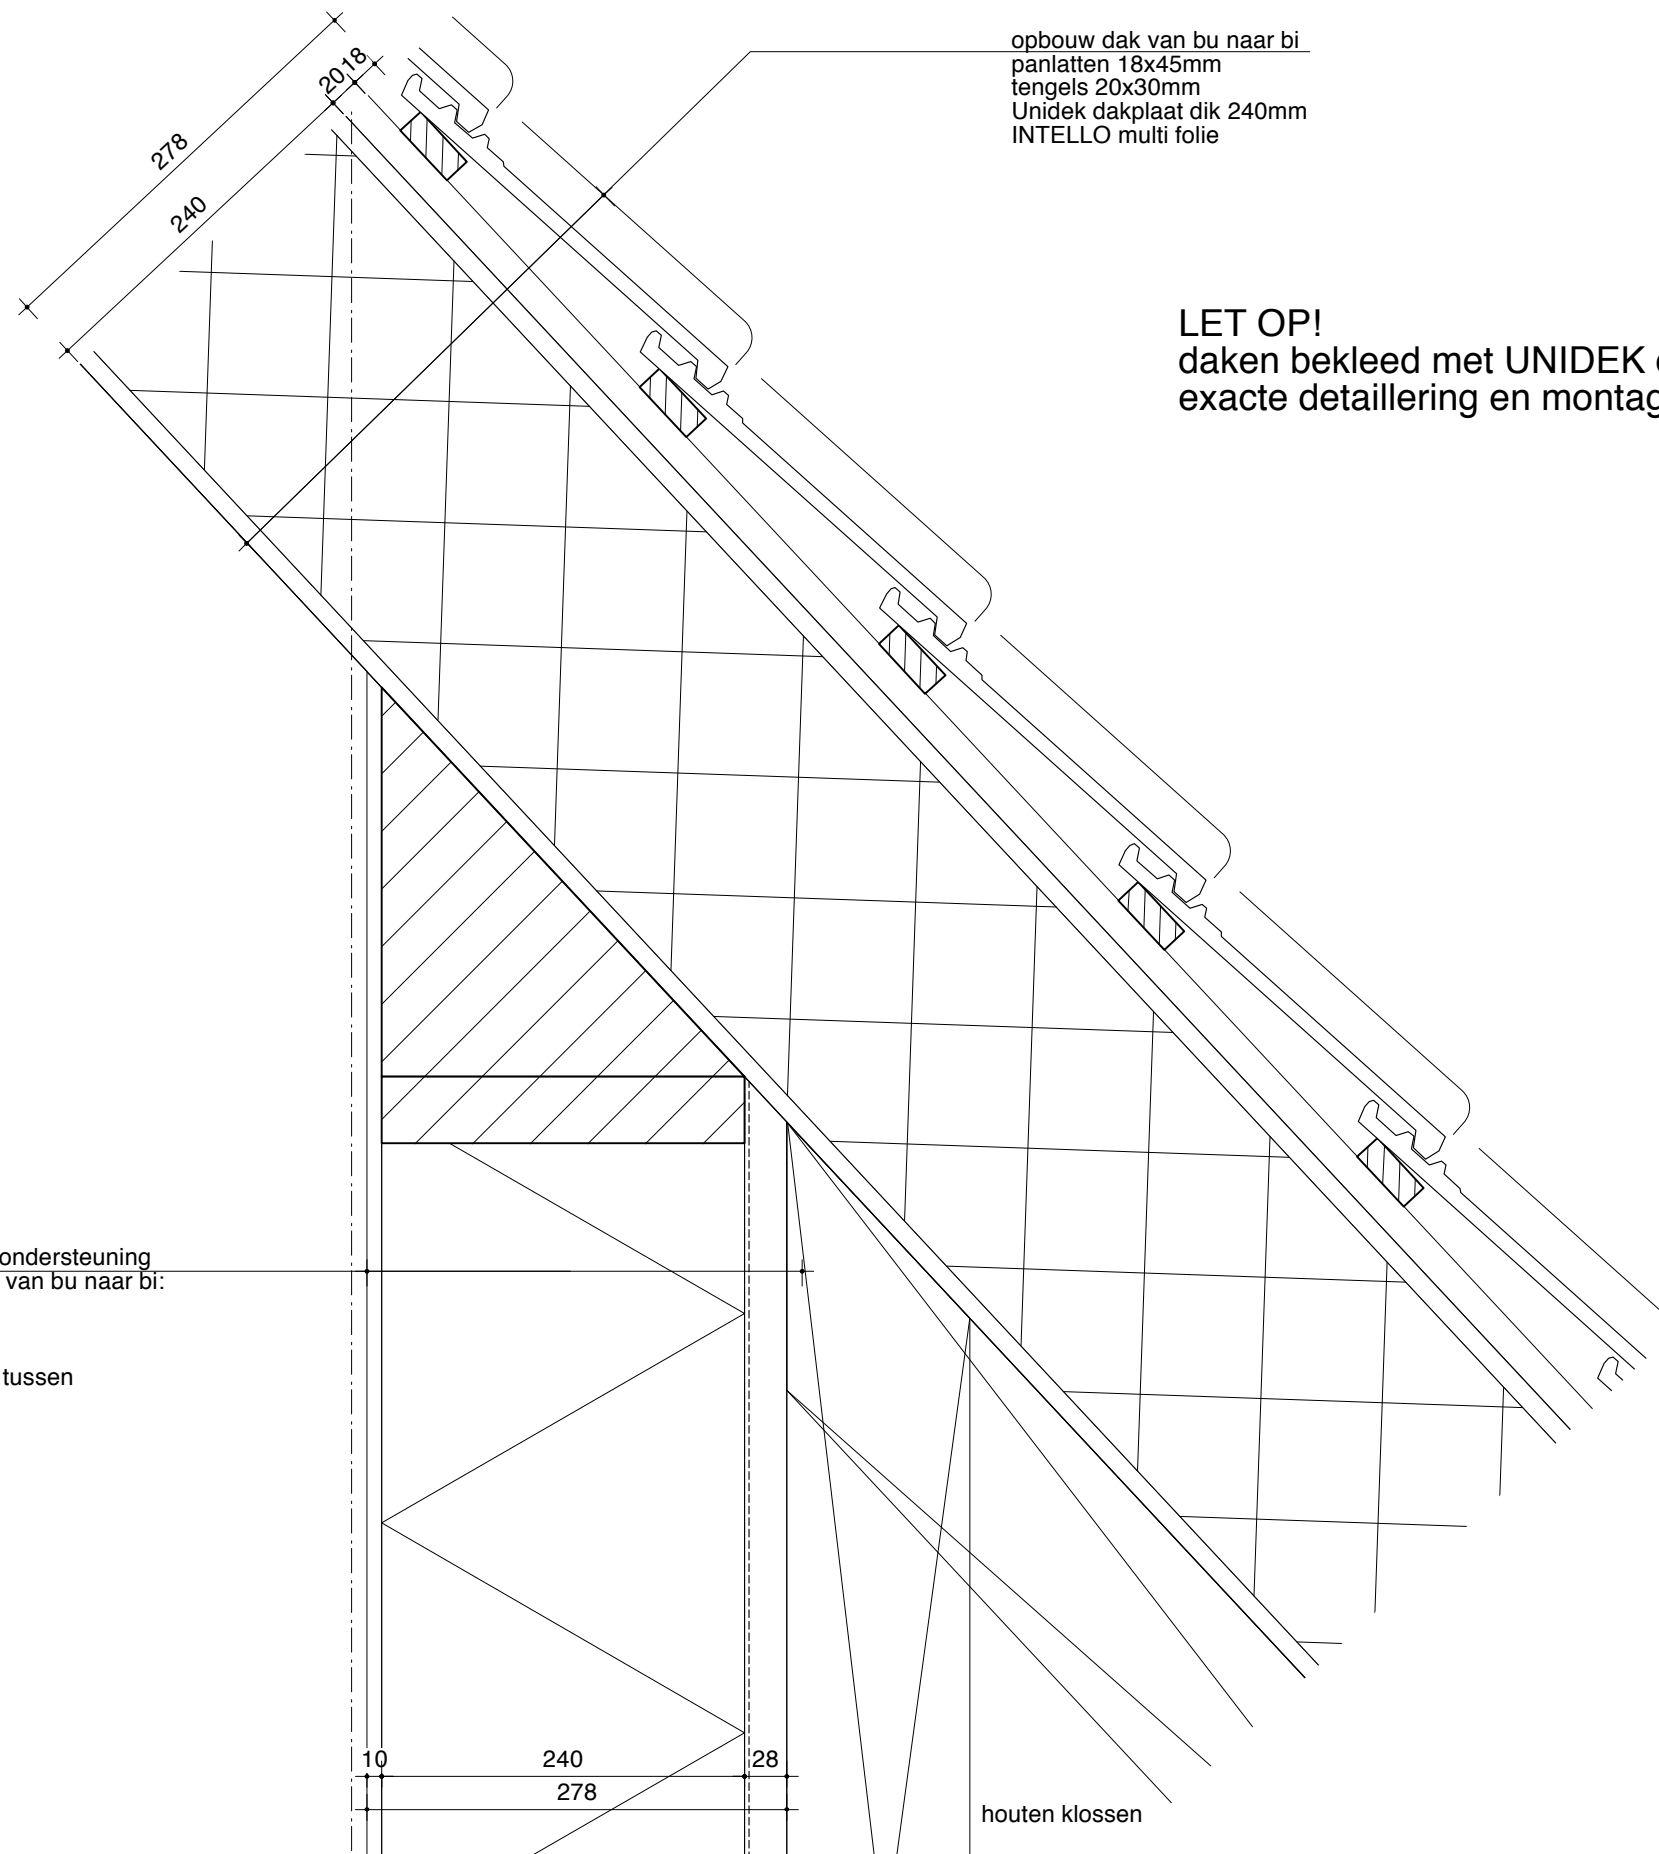 opbouw dak van bu naar bi
panlatten 18x45mm
tengels 20x30mm
Unidek dakplaat dik 240mm
INTELLO multi folie
2018
278
240
LET OP!
daken bekleed met UNIDEK
exacte detaillering en montag
ondersteuning
van bu naar bi:
tussen
10
240
28
278
houten klossen